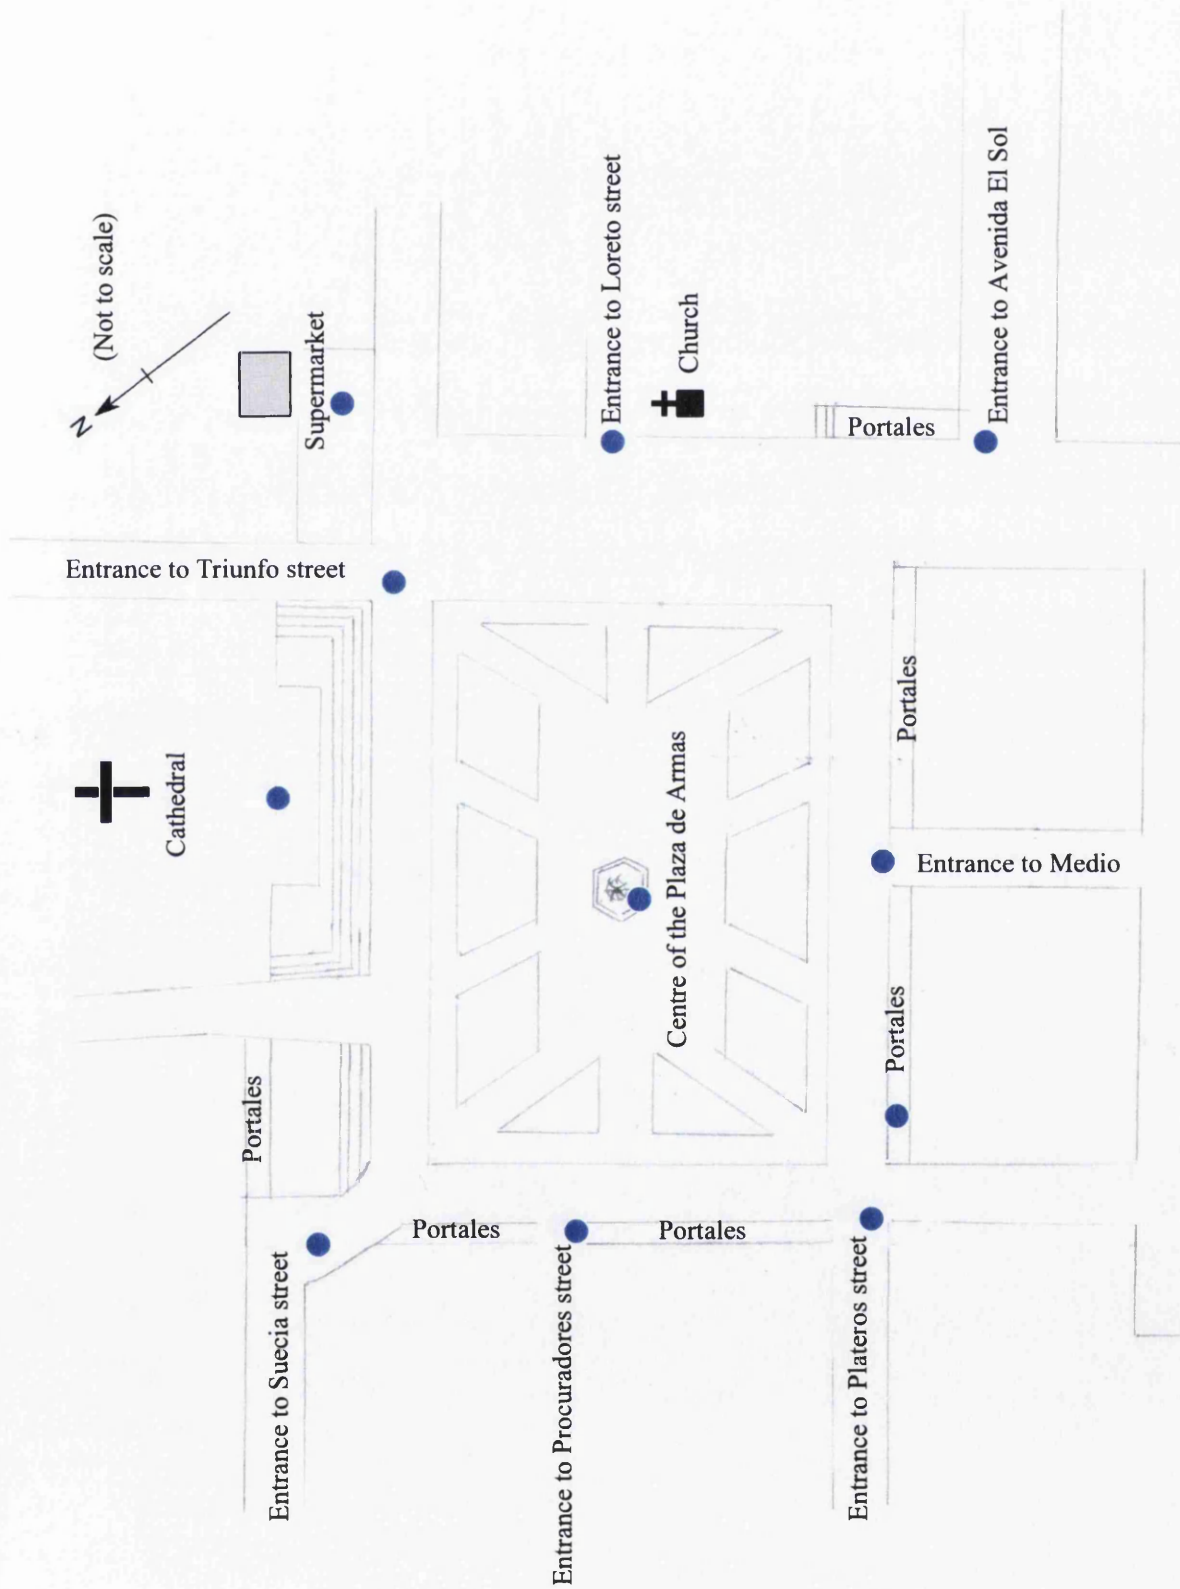 N
(Not to scale)
Supermarket
Entrance to Loreto street
Church
Portales
Entrance to Avenida El Sol
Entrance to Triunfo street
Cathedral
Centre of the Plaza de Armas
Portales
Entrance to Medio
Portales
Portales
Portales
Portales
Entrance to Suecia street
Entrance to Procuradores street
Entrance to Plateros street